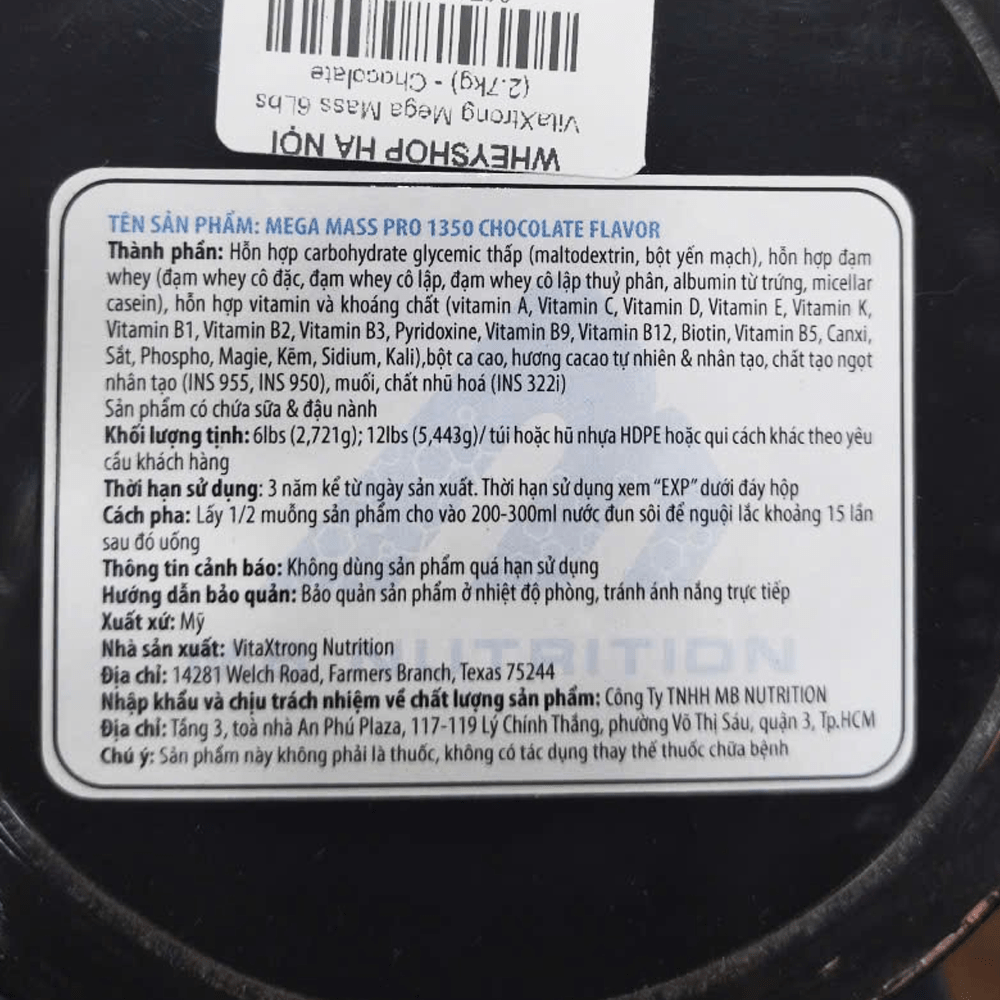 WHEYSHOP HÀ NỘI
VitaXtrong Mega Mass 6Lbs
(2.7kg) - Chocolate
TÊN SẢN PHẨM: MEGA MASS PRO 1350 CHOCOLATE FLAVOR
Thành phần: Hỗn hợp carbohydrate glycemic thấp (maltodextrin, bột yến mạch), hỗn hợp đạm
whey (đạm whey cô đặc, đạm whey cô lập, đạm whey cô lập thuỷ phân, albumin từ trứng, micellar
casein), hỗn hợp vitamin và khoáng chất (vitamin A, Vitamin C, Vitamin D, Vitamin E, Vitamin K,
Vitamin B1, Vitamin B2, Vitamin B3, Pyridoxine, Vitamin B9, Vitamin B12, Biotin, Vitamin B5, Canxi,
Sắt, Phospho, Magie, Kẽm, Sidium, Kali),bột ca cao, hương cacao tự nhiên & nhân tạo, chất tạo ngọt
nhân tạo (INS 955, INS 950), muối, chất nhũ hoá (INS 322i)
Sản phẩm có chứa sữa & đậu nành
Khối lượng tịnh: 6lbs (2,721g); 12lbs (5,443g)/ túi hoặc hũ nhựa HDPE hoặc qui cách khác theo yêu
cầu khách hàng
Thời hạn sử dụng: 3 năm kể từ ngày sản xuất. Thời hạn sử dụng xem “EXP” dưới đáy hộp
Cách pha: Lấy 1/2 muỗng sản phẩm cho vào 200-300ml nước đun sôi để nguội lắc khoảng 15 lần
sau đó uống
Thông tin cảnh báo: Không dùng sản phẩm quá hạn sử dụng
Hướng dẫn bảo quản: Bảo quản sản phẩm ở nhiệt độ phòng, tránh ánh nắng trực tiếp
Xuất xứ: Mỹ
Nhà sản xuất: VitaXtrong Nutrition
Địa chỉ: 14281 Welch Road, Farmers Branch, Texas 75244
Nhập khẩu và chịu trách nhiệm về chất lượng sản phẩm: Công Ty TNHH MB NUTRITION
Địa chỉ: Tầng 3, toà nhà An Phú Plaza, 117-119 Lý Chính Thắng, phường Võ Thị Sáu, quận 3, Tp.HCM
Chú ý: Sản phẩm này không phải là thuốc, không có tác dụng thay thế thuốc chữa bệnh
NUTRITION